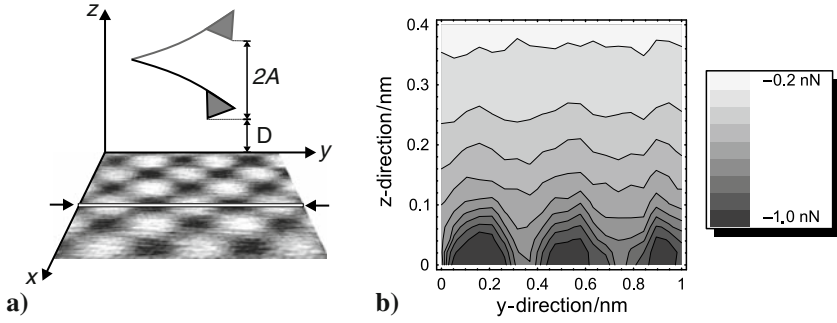 z
2A
D
y
x
a)
z-direction/nm
0.4
0.3
0.2
0.1
0
0 0.2 0.4 0.6 0.8 1
y-direction/nm
b)
−0.2 nN
−1.0 nN